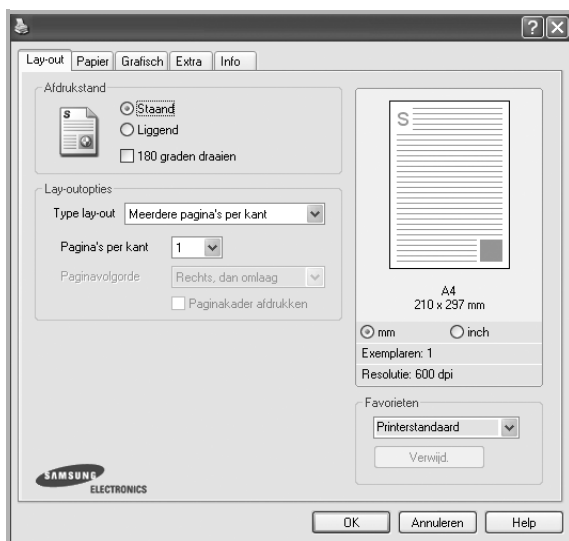 Lay-out Papier Grafisch Extra Info
Afdrukstand
S
Staand
Liggend
180 graden draaien
Lay-outopties
Type lay-out Meerdere pagina's per kant
Pagina's per kant 1
Paginavolgorde Rechts, dan omlaag
Paginakader afdrukken
S
A4
210 x 297 mm
mm inch
Exemplaren: 1
Resolutie: 600 dpi
Favorieten
Printerstandaard
Verwijd.
SAMSUNG
ELECTRONICS
OK Annuleren Help